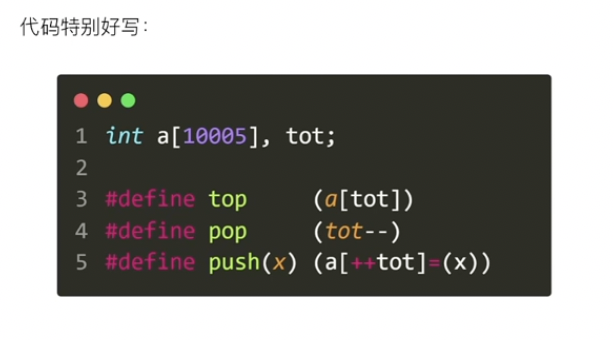 代码特别好写：
1 int a[10005], tot;
2
3 #define top     (a[tot])
4 #define pop     (tot--)
5 #define push(x) (a[++tot]=(x))